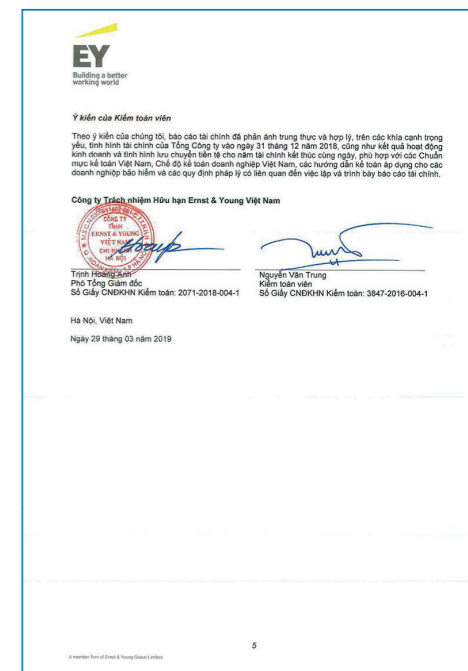 EY
Building a better
working world
Ý kiến của Kiểm toán viên
Theo ý kiến của chúng tôi, báo cáo tài chính đã phản ánh trung thực và hợp lý, trên các khía cạnh trọng
yếu, tình hình tài chính của Tổng Công ty vào ngày 31 tháng 12 năm 2018, cũng như kết quả hoạt động
kinh doanh và tình hình lưu chuyển tiền tệ cho năm tài chính kết thúc cùng ngày, phù hợp với các Chuẩn
mực kế toán Việt Nam, Chế độ kế toán doanh nghiệp Việt Nam, các hướng dẫn kế toán áp dụng cho các
doanh nghiệp bảo hiểm và các quy định pháp lý có liên quan đến việc lập và trình bày báo cáo tài chính.
Công ty Trách nhiệm Hữu hạn Ernst & Young Việt Nam
CÔNG TY
TNHH
ERNST & YOUNG
VIỆT NAM
CHI NHÁNH
HÀ NỘI
Trịnh Hoàng Anh
Phó Tổng Giám đốc
Số Giấy CNĐKHN Kiểm toán: 2071-2018-004-1
Nguyễn Văn Trung
Kiểm toán viên
Số Giấy CNĐKHN Kiểm toán: 3847-2016-004-1
Hà Nội, Việt Nam
Ngày 29 tháng 03 năm 2019
5
A member firm of Ernst & Young Global Limited